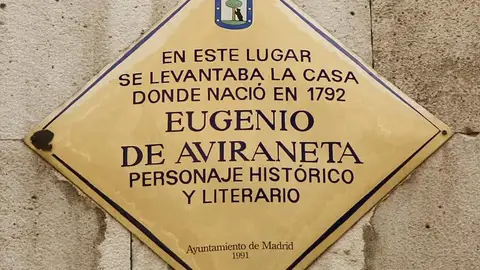 EN ESTE LUGAR
SE LEVANTABA LA CASA
DONDE NACIÓ EN 1792
EUGENIO
DE AVIRANETA
PERSONAJE HISTÓRICO
Y LITERARIO
Ayuntamiento de Madrid
1991